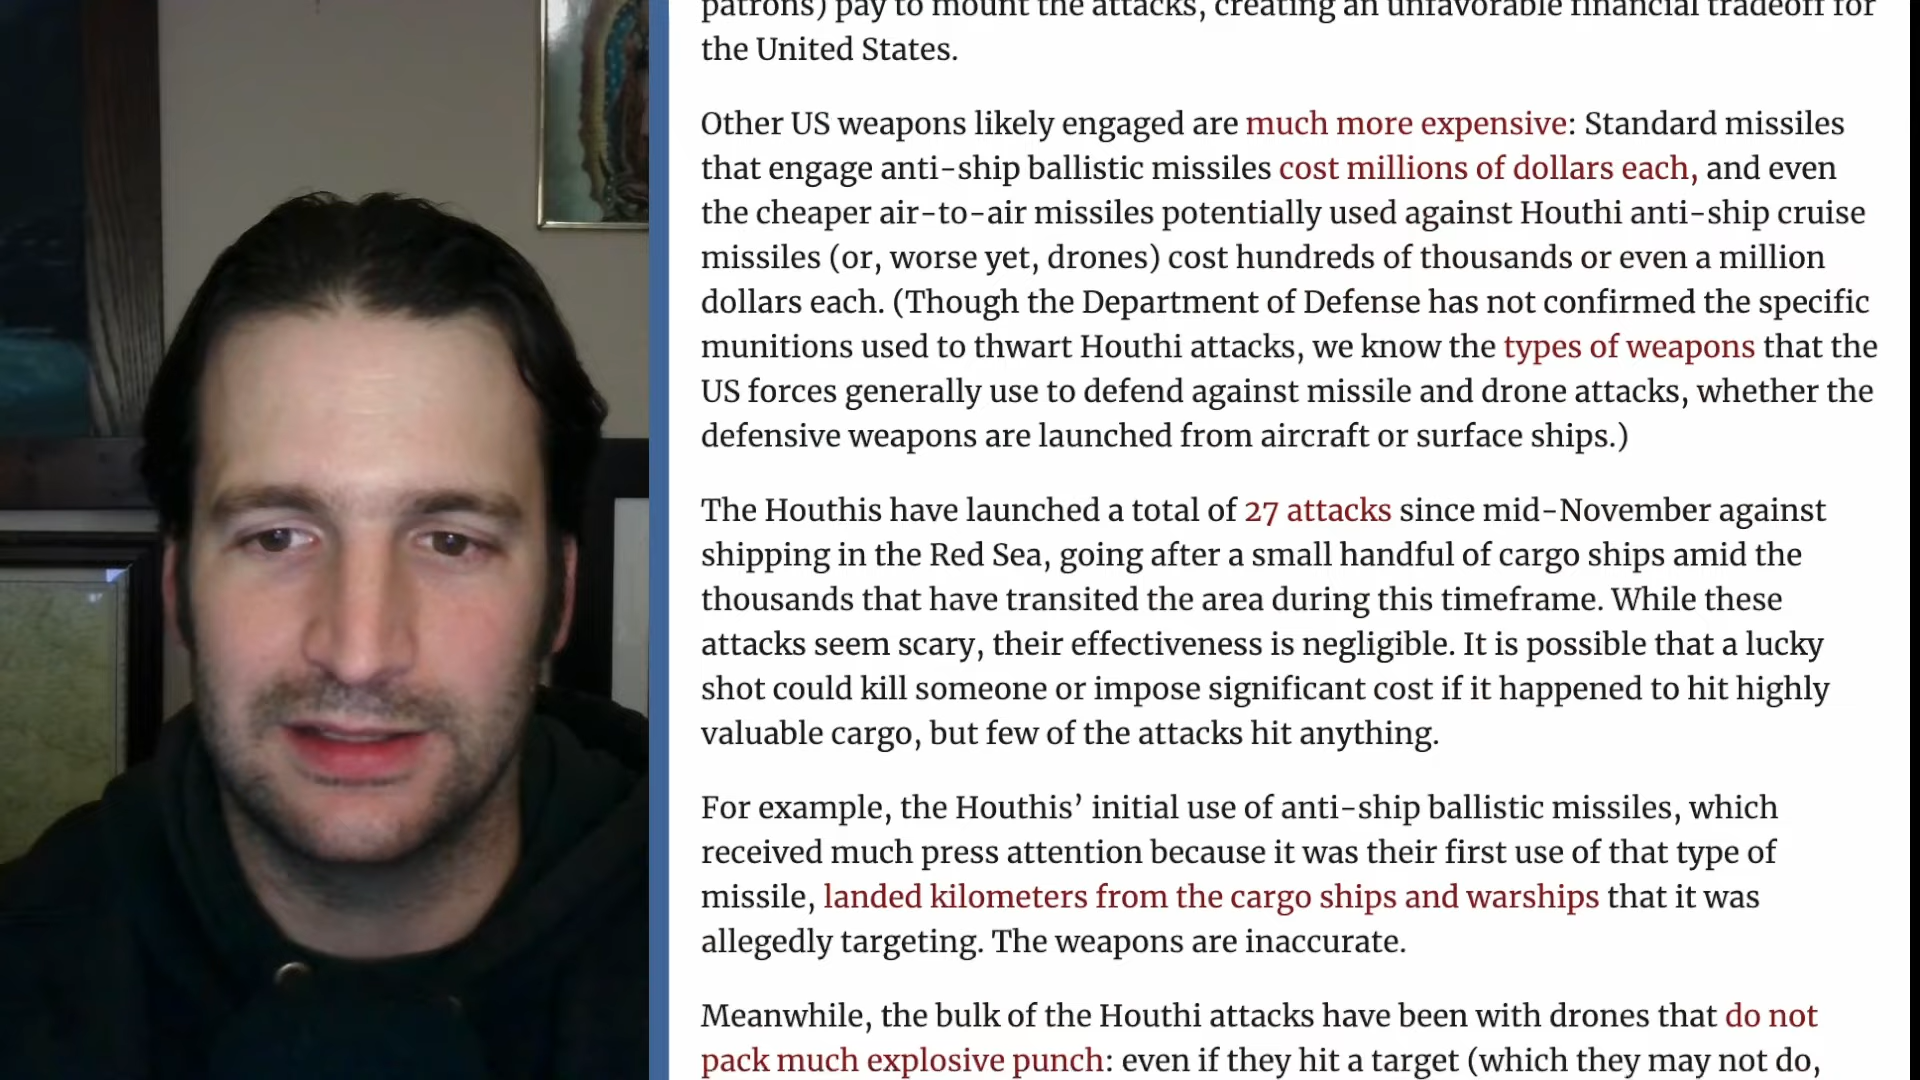 patrons) pay to mount the attacks, creating an unfavorable financial tradeoff for
the United States.
Other US weapons likely engaged are much more expensive: Standard missiles
that engage anti-ship ballistic missiles cost millions of dollars each, and even
the cheaper air-to-air missiles potentially used against Houthi anti-ship cruise
missiles (or, worse yet, drones) cost hundreds of thousands or even a million
dollars each. (Though the Department of Defense has not confirmed the specific
munitions used to thwart Houthi attacks, we know the types of weapons that the
US forces generally use to defend against missile and drone attacks, whether the
defensive weapons are launched from aircraft or surface ships.)
The Houthis have launched a total of 27 attacks since mid-November against
shipping in the Red Sea, going after a small handful of cargo ships amid the
thousands that have transited the area during this timeframe. While these
attacks seem scary, their effectiveness is negligible. It is possible that a lucky
shot could kill someone or impose significant cost if it happened to hit highly
valuable cargo, but few of the attacks hit anything.
For example, the Houthis’ initial use of anti-ship ballistic missiles, which
received much press attention because it was their first use of that type of
missile, landed kilometers from the cargo ships and warships that it was
allegedly targeting. The weapons are inaccurate.
Meanwhile, the bulk of the Houthi attacks have been with drones that do not
pack much explosive punch: even if they hit a target (which they may not do,